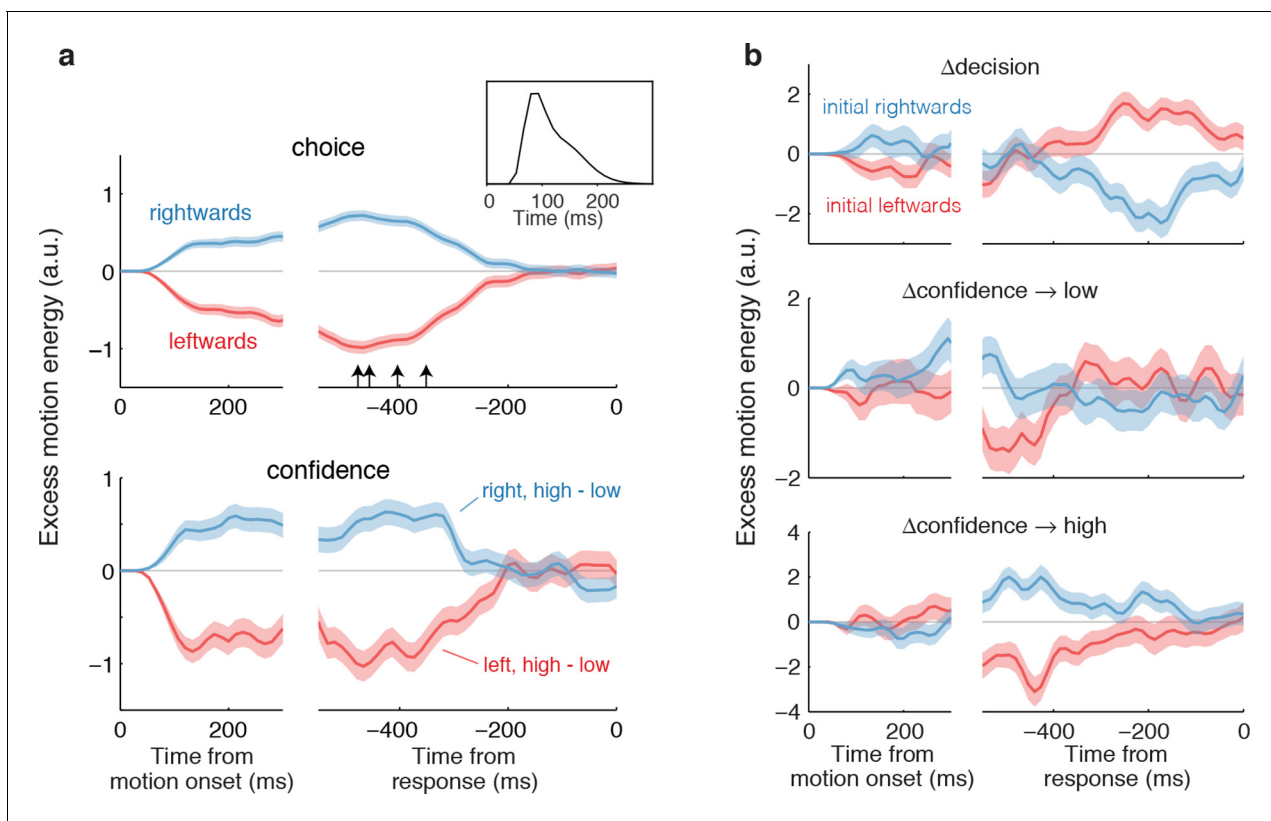 a
choice
rightwards
leftwards
Excess motion energy (a.u.)
1
0
−1
0
200
−400
−200
0
0
100
200
Time (ms)
confidence
right, high - low
left, high - low
1
0
−1
0
200
−400
−200
0
Time from
motion onset (ms)
Time from
response (ms)
b
Δdecision
initial rightwards
initial leftwards
Excess motion energy (a.u.)
2
0
−2
Δconfidence → low
2
0
−2
Δconfidence → high
4
2
0
−2
−4
0
200
−400
−200
0
Time from
motion onset (ms)
Time from
response (ms)